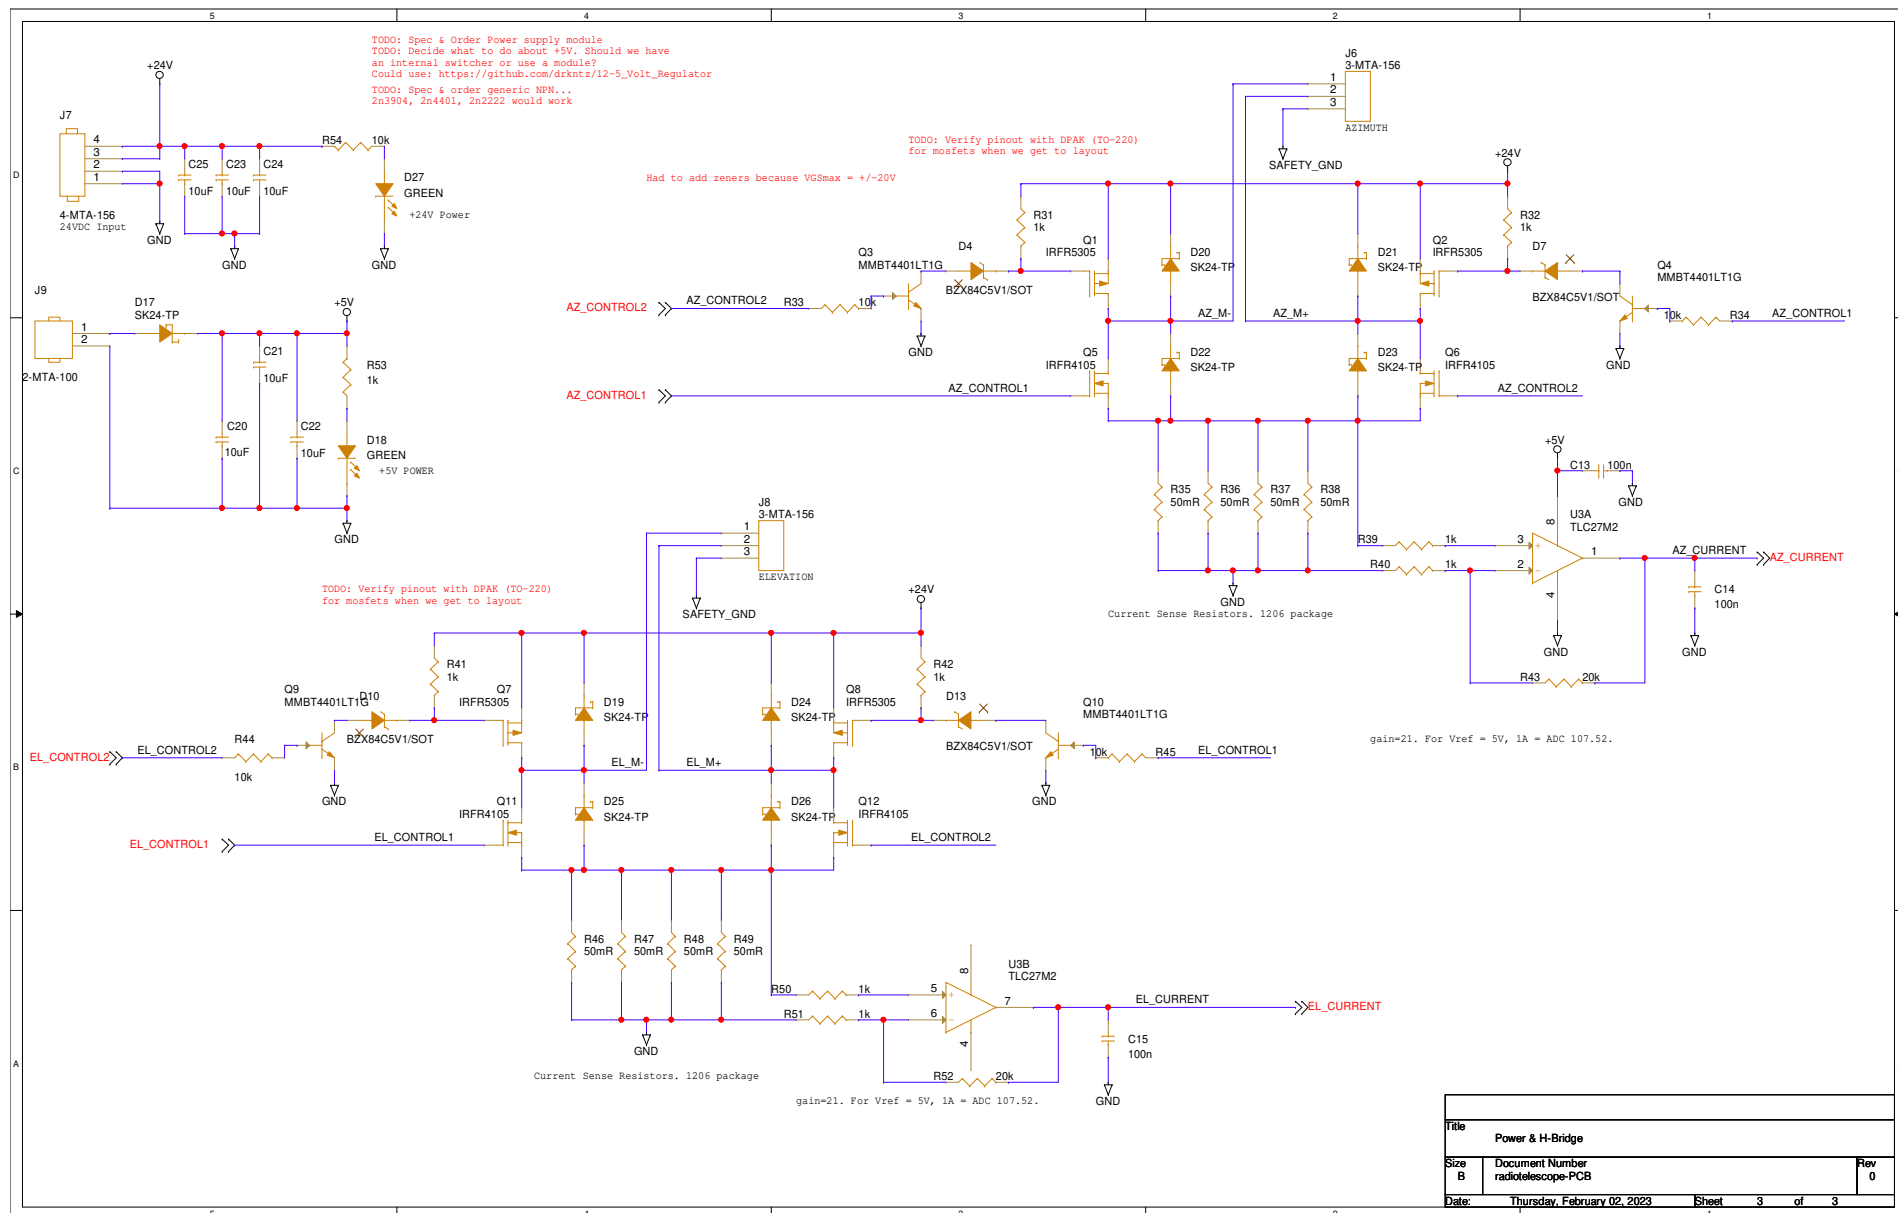 5
4
3
2
1
TODO: Spec & Order Power supply module
TODO: Decide what to do about +5V. Should we have
an internal switcher or use a module?
Could use: https://github.com/drkntz/12-5_Volt_Regulator
TODO: Spec & order generic NPN...
2n3904, 2n4401, 2n2222 would work
+24V
J7
4
3
2
1
4-MTA-156
24VDC Input
GND
C25
10uF
C23
10uF
C24
10uF
GND
R54
10k
D27
GREEN
+24V Power
GND
D
J9
1
2
2-MTA-100
D17
SK24-TP
+5V
C21
10uF
R53
1k
C20
10uF
C22
10uF
D18
GREEN
+5V POWER
GND
C
J6
3-MTA-156
1
2
3
AZIMUTH
SAFETY_GND
TODO: Verify pinout with DPAK (TO-220)
for mosfets when we get to layout
Had to add zeners because VGSmax = +/-20V
+24V
R31
1k
R32
1k
Q3
MMBT4401LT1G
D4
BZX84C5V1/SOT
Q1
IRFR5305
D20
SK24-TP
D21
SK24-TP
Q2
IRFR5305
D7
BZX84C5V1/SOT
Q4
MMBT4401LT1G
AZ_CONTROL2
AZ_CONTROL2
R33
10k
GND
AZ_M-
AZ_M+
10k
R34
AZ_CONTROL1
GND
Q5
IRFR4105
D22
SK24-TP
D23
SK24-TP
Q6
IRFR4105
AZ_CONTROL1
AZ_CONTROL1
AZ_CONTROL2
R35
50mR
R36
50mR
R37
50mR
R38
50mR
GND
Current Sense Resistors. 1206 package
+5V
C13
100n
GND
U3A
TLC27M2
R39
1k
R40
1k
3
2
8
4
1
+
-
AZ_CURRENT
AZ_CURRENT
C14
100n
GND
GND
R43
20k
gain=21. For Vref = 5V, 1A = ADC 107.52.
J8
3-MTA-156
1
2
3
ELEVATION
SAFETY_GND
TODO: Verify pinout with DPAK (TO-220)
for mosfets when we get to layout
+24V
R41
1k
R42
1k
Q9
MMBT4401LT1G
D10
BZX84C5V1/SOT
Q7
IRFR5305
D19
SK24-TP
D24
SK24-TP
Q8
IRFR5305
D13
BZX84C5V1/SOT
Q10
MMBT4401LT1G
EL_CONTROL2
EL_CONTROL2
R44
10k
GND
EL_M-
EL_M+
10k
R45
EL_CONTROL1
GND
B
Q11
IRFR4105
D25
SK24-TP
D26
SK24-TP
Q12
IRFR4105
EL_CONTROL1
EL_CONTROL1
EL_CONTROL2
R46
50mR
R47
50mR
R48
50mR
R49
50mR
GND
Current Sense Resistors. 1206 package
U3B
TLC27M2
R50
1k
R51
1k
5
6
8
4
7
+
-
EL_CURRENT
EL_CURRENT
C15
100n
GND
R52
20k
gain=21. For Vref = 5V, 1A = ADC 107.52.
A
Title
Power & H-Bridge
Size
B
Document Number
radiotelescope-PCB
Rev
0
Date:
Thursday, February 02, 2023
Sheet
3
of
3